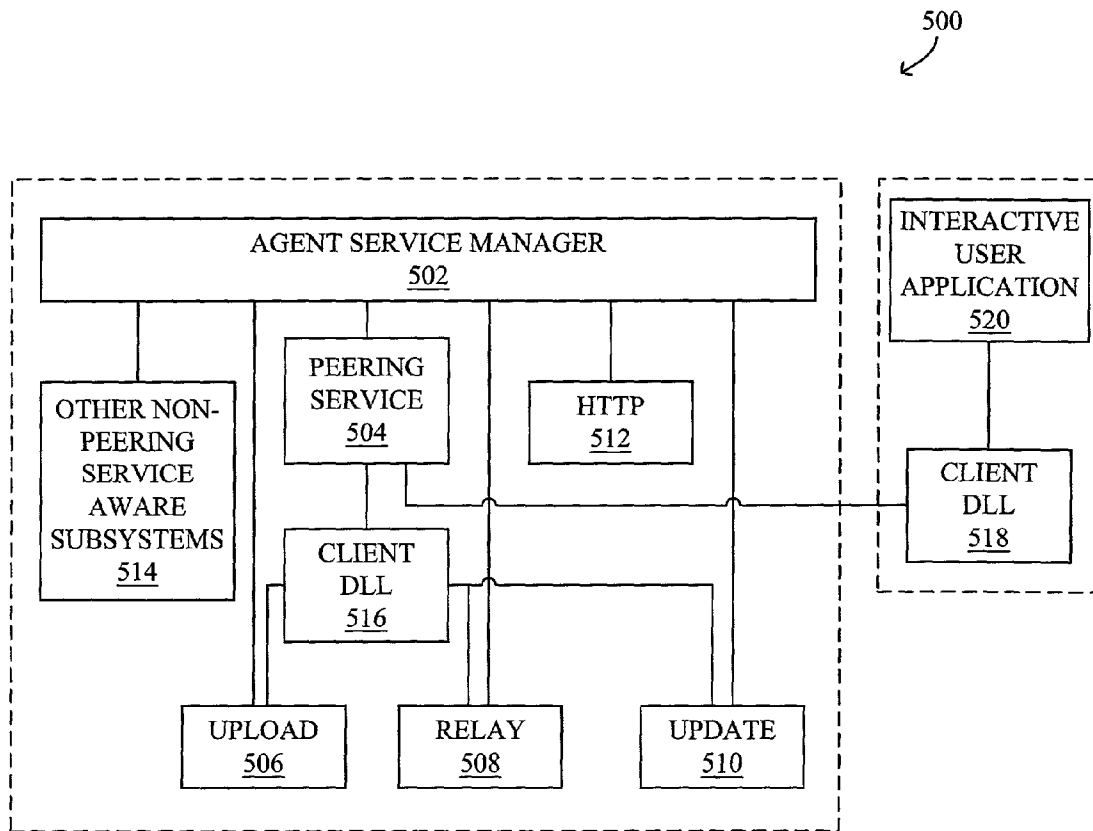 500
AGENT SERVICE MANAGER
502
INTERACTIVE
USER
APPLICATION
520
PEERING
SERVICE
504
HTTP
512
OTHER NON-
PEERING
SERVICE
AWARE
SUBSYSTEMS
514
CLIENT
DLL
516
CLIENT
DLL
518
UPLOAD
506
RELAY
508
UPDATE
510